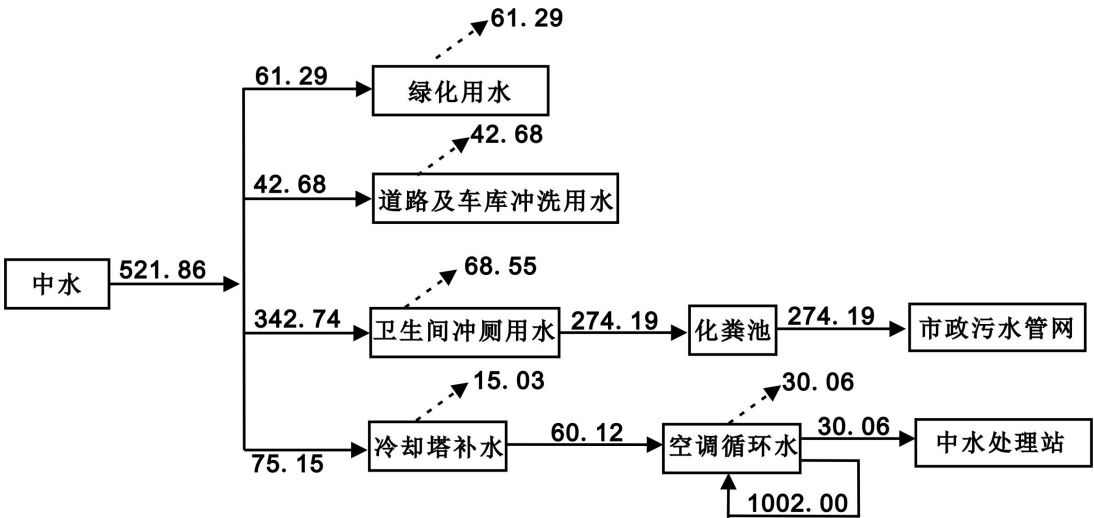 61.29
61.29
绿化用水
42.68
42.68
道路及车库冲洗用水
中水
521.86
68.55
342.74
卫生间冲厕用水
274.19
化粪池
274.19
市政污水管网
15.03
30.06
75.15
冷却塔补水
60.12
空调循环水
30.06
中水处理站
1002.00